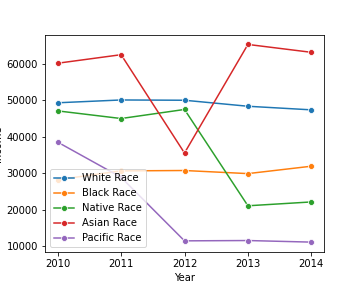 60000
50000
40000
30000
20000
10000
White Race
Black Race
Native Race
Asian Race
Pacific Race
2010 2011 2012 2013 2014
Year